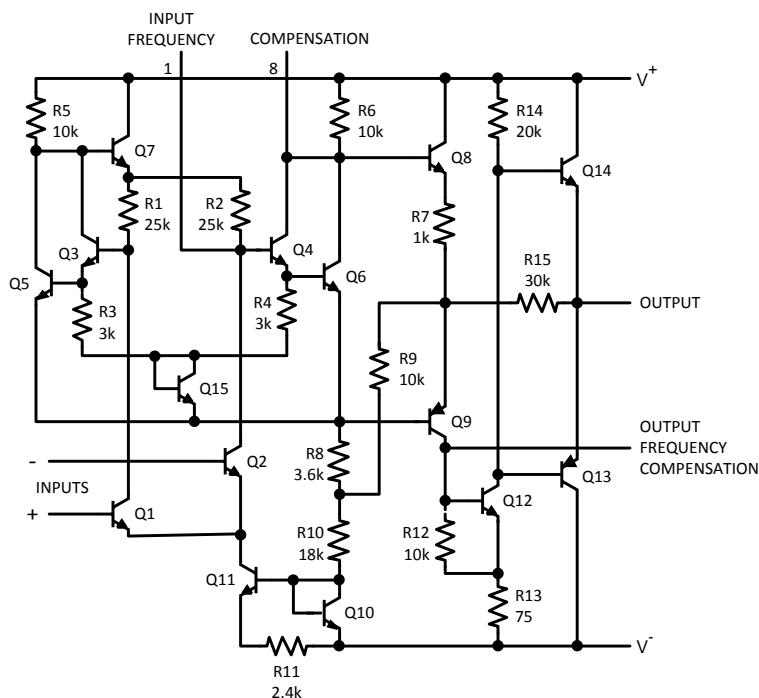 INPUT
FREQUENCY
COMPENSATION
1
8
V+
R5
10k
R6
10k
R14
20k
Q7
Q8
Q14
R1
25k
R2
25k
R7
1k
Q3
Q4
R15
30k
Q5
Q6
R3
3k
R4
3k
OUTPUT
R9
10k
Q15
Q9
OUTPUT
FREQUENCY
COMPENSATION
-
Q2
R8
3.6k
Q13
INPUTS
Q12
+
Q1
R10
18k
R12
10k
Q11
Q10
R13
75
V-
R11
2.4k